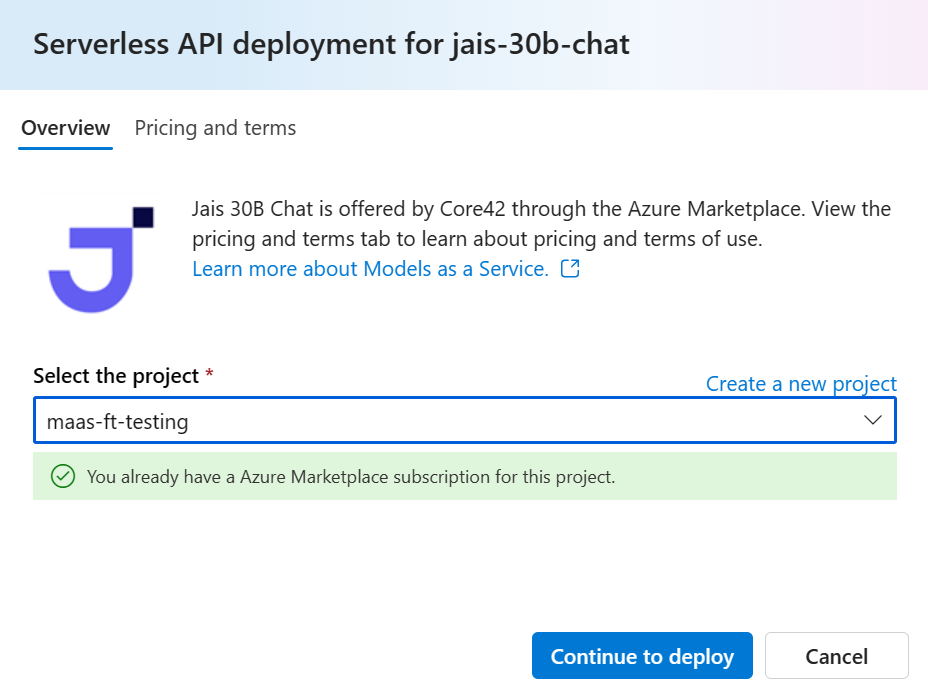 Serverless API deployment for jais-30b-chat
Overview
Pricing and terms
Jais 30B Chat is offered by Core42 through the Azure Marketplace. View the
pricing and terms tab to learn about pricing and terms of use.
Learn more about Models as a Service.
Select the project *
Create a new project
maas-ft-testing
You already have a Azure Marketplace subscription for this project.
Continue to deploy
Cancel